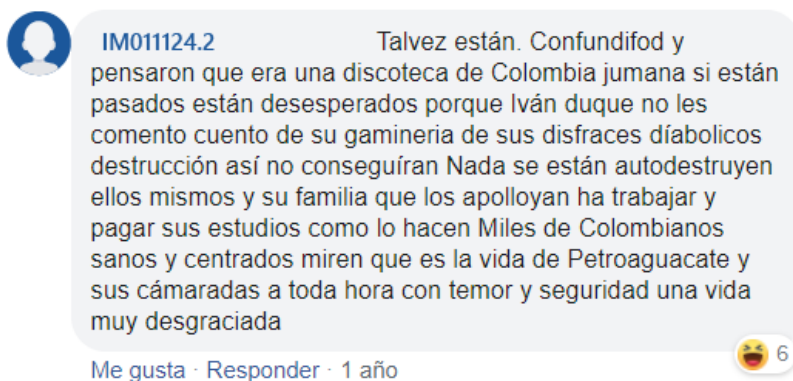 IM011124.2 Talvez están. Confundifod y
pensaron que era una discoteca de Colombia jumana si están
pasados están desesperados porque Iván duque no les
comento cuento de su gamineria de sus disfraces díabolicos
destrucción así no conseguíran Nada se están autodestruyen
ellos mismos y su familia que los apolloyan ha trabajar y
pagar sus estudios como lo hacen Miles de Colombianos
sanos y centrados miren que es la vida de Petroaguacate y
sus cámaradas a toda hora con temor y seguridad una vida
muy desgraciada
6
Me gusta · Responder · 1 año